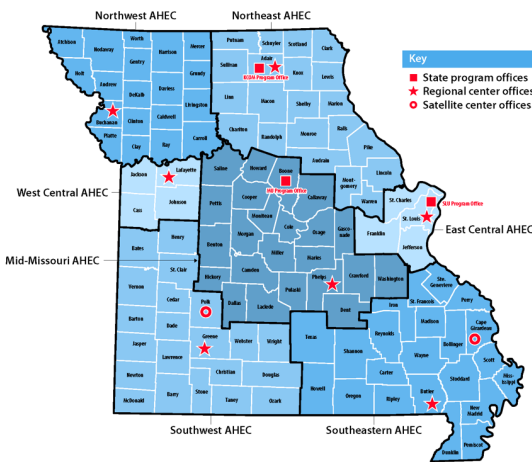 Northwest AHEC
Northeast AHEC
Key
State program offices
Regional center offices
Satellite center offices
Atchison
Nodaway
Worth
Harrison
Mercer
Putnam
Schuyler
Scotland
Clark
Holt
Gentry
Grundy
Sullivan
Adair
Knox
Lewis
KCOM-Program Office
Andrew
DeKalb
Daviess
Livingston
Linn
Macon
Shelby
Marion
Buchanan
Clinton
Caldwell
Platte
Clay
Ray
Carroll
Chariton
Randolph
Monroe
Ralls
Pike
Audrain
Lincoln
Montgomery
Warren
West Central AHEC
Jackson
Lafayette
Cass
Johnson
Saline
Howard
Boone
MU Program Office
Callaway
Cooper
Pettis
Moniteau
Cole
Osage
Gasconade
St. Charles
SLU Program Office
St. Louis
East Central AHEC
Franklin
Jefferson
Mid-Missouri AHEC
Bates
Henry
Benton
Morgan
Miller
Maries
Phelps
Crawford
Washington
Ste. Genevieve
St. Francois
Perry
Vernon
St. Clair
Hickory
Camden
Pulaski
Dent
Iron
Madison
Cape Girardeau
Bollinger
Cedar
Polk
Dallas
Laclede
Texas
Reynolds
Wayne
Scott
Mississippi
Barton
Dade
Greene
Webster
Wright
Shannon
Carter
Butler
Stoddard
Jasper
Lawrence
Christian
Douglas
Howell
Oregon
Ripley
New Madrid
Newton
McDonald
Barry
Stone
Taney
Ozark
Dunklin
Pemiscot
Southwest AHEC
Southeastern AHEC